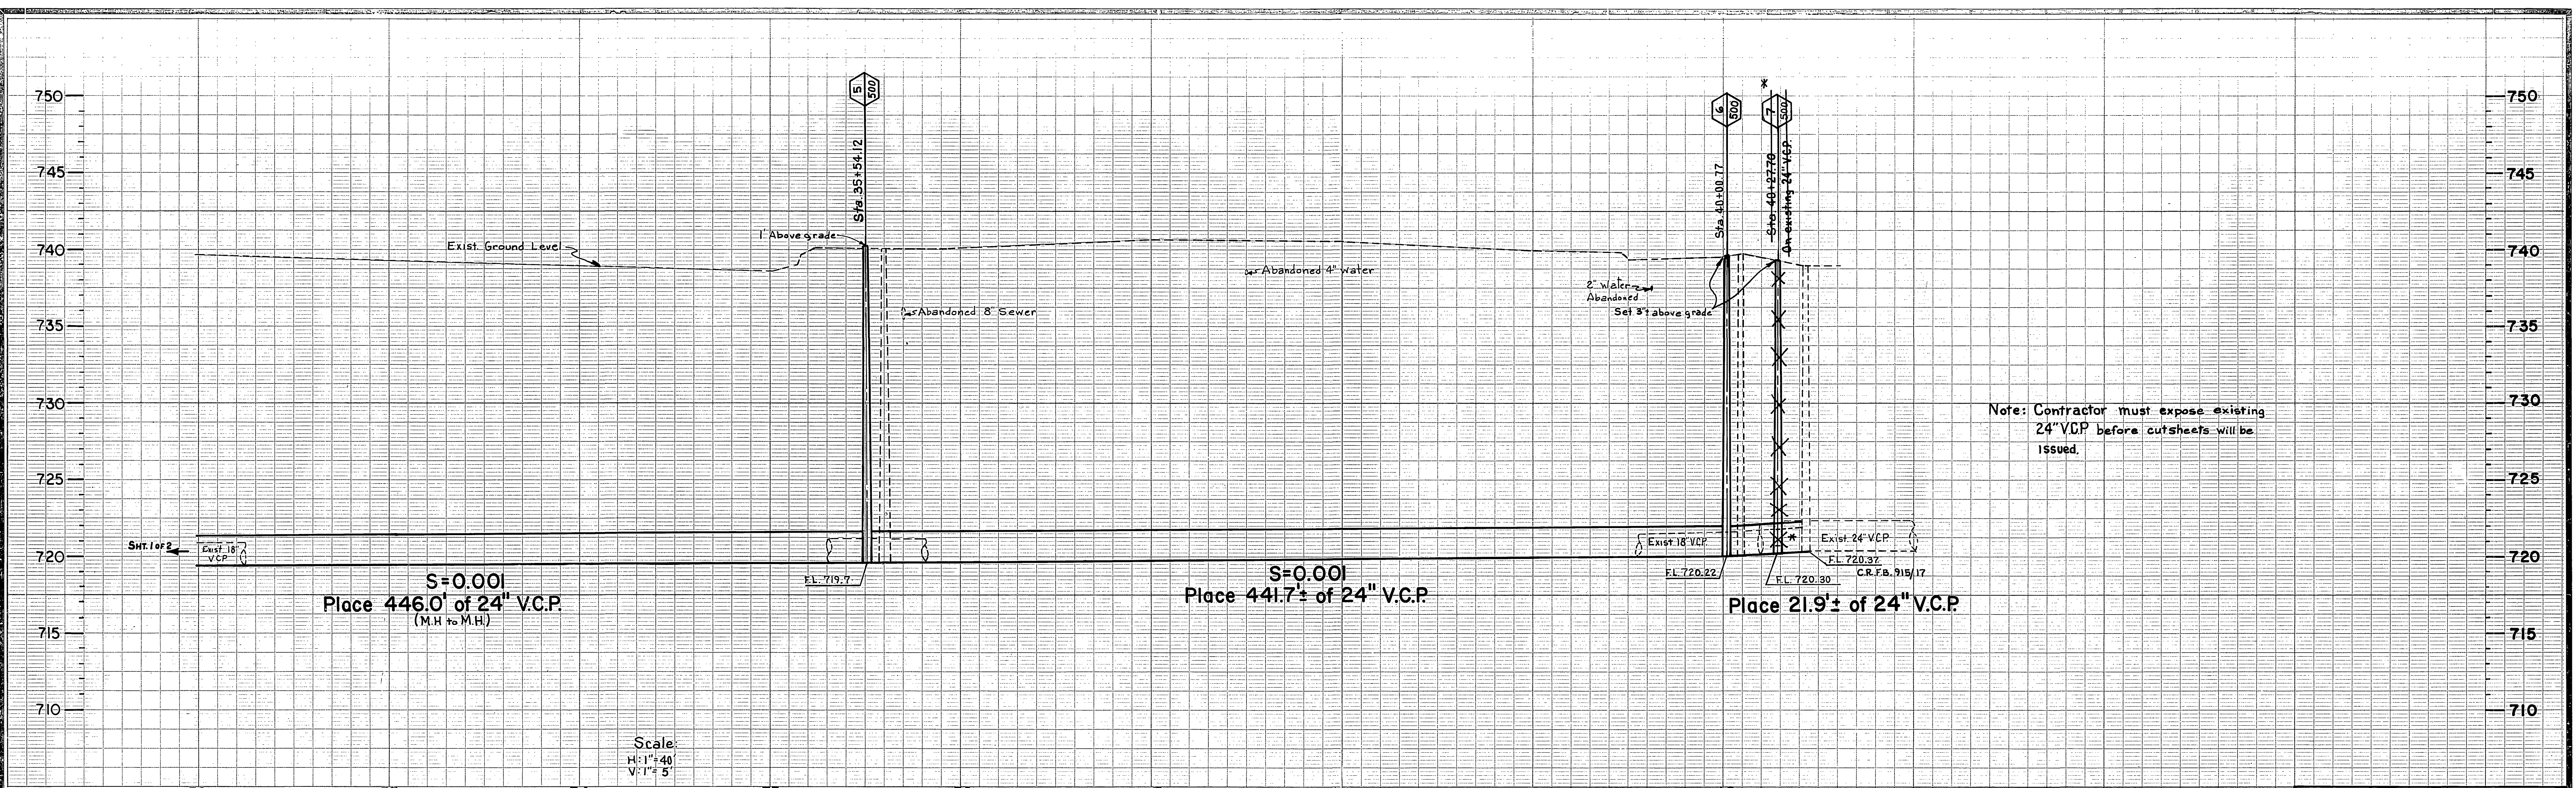 750
745
740
735
730
725
720
715
710
SHT. 1 OF 2
Exist. 18"
V.C.P.
Exist. Ground Level
S=0.001
Place 446.0' of 24" V.C.P.
(M.H to M.H.)
Scale:
H: 1"=40'
V: 1"= 5'
5
500
Sta. 35+54.12
1' Above grade
Abandoned 8" Sewer
F.L. 719.7
Abandoned 4" Water
S=0.001
Place 441.7'± of 24" V.C.P.
6
500
Sta. 40+00.77
2" Water
Abandoned
Set 3"± above grade
Exist 18" V.C.P.
F.L. 720.22
*
7
500
Sta. 40+27.70
On existing 24" V.C.P.
*
Exist. 24" V.C.P.
F.L. 720.37
C.R.F.B. 915/17
F.L. 720.30
Place 21.9'± of 24" V.C.P.
Note: Contractor must expose existing
24" V.C.P. before cutsheets will be
issued.
750
745
740
735
730
725
720
715
710